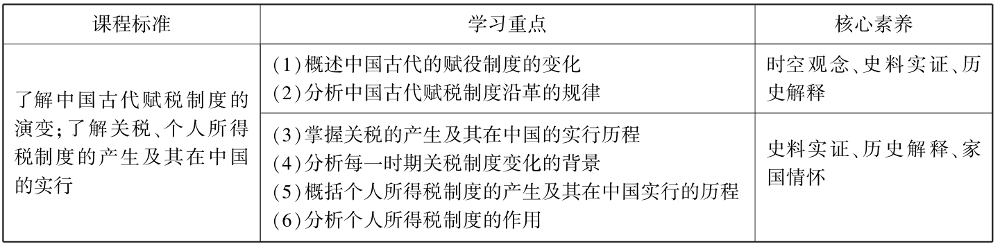 课程标准
学习重点
核心素养
了解中国古代赋税制度的
演变；了解关税、个人所得
税制度的产生及其在中国
的实行
(1)概述中国古代的赋役制度的变化
(2)分析中国古代赋税制度沿革的规律
时空观念、史料实证、历
史解释
(3)掌握关税的产生及其在中国的实行历程
(4)分析每一时期关税制度变化的背景
(5)概括个人所得税制度的产生及其在中国实行的历程
(6)分析个人所得税制度的作用
史料实证、历史解释、家
国情怀